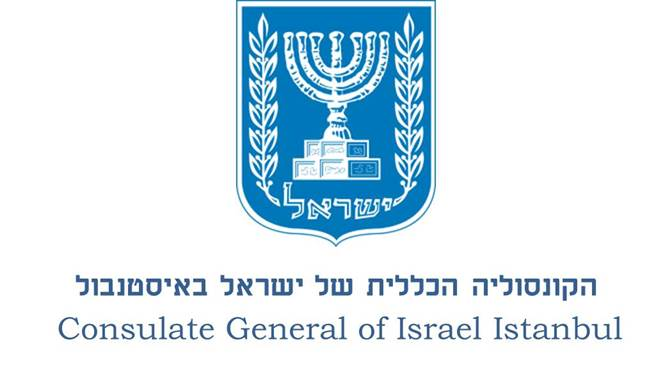 ישראל
הקונסוליה הכללית של ישראל באיסטנבול
Consulate General of Israel Istanbul